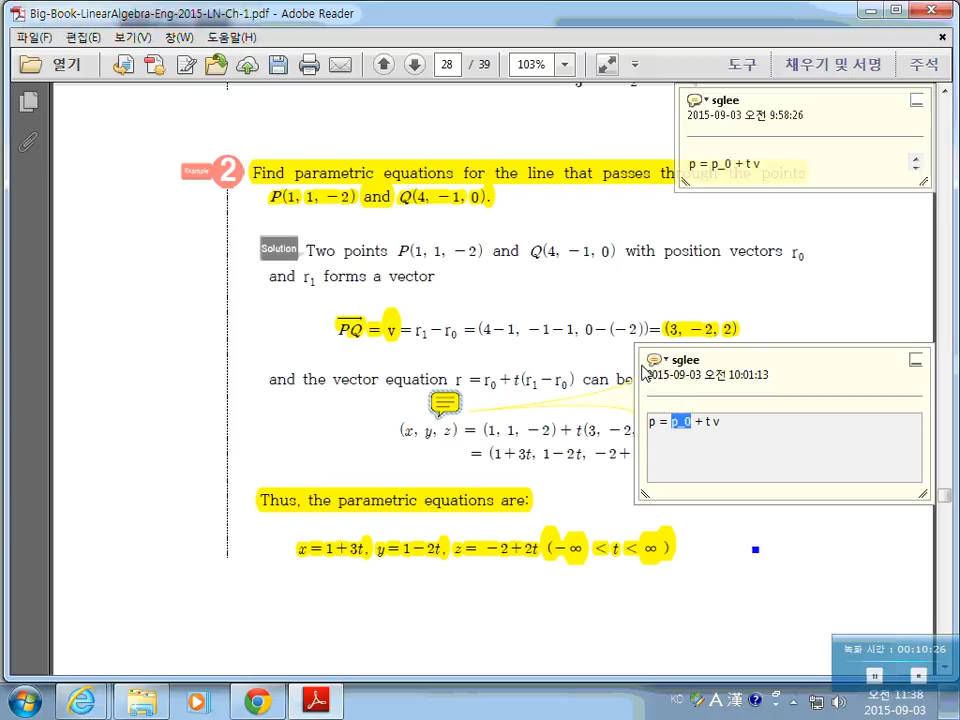 Big-Book-LinearAlgebra-Eng-2015-LN-Ch-1.pdf - Adobe Reader
파일(F) 편집(E) 보기(V) 창(W) 도움말(H)
열기 28 / 39 103% 도구 채우기 및 서명 주석
sglee
2015-09-03 오전 9:58:26
p = p_0 + t v
Example 2 Find parametric equations for the line that passes through the points
P(1, 1, −2) and Q(4, −1, 0).
Solution Two points P(1, 1, −2) and Q(4, −1, 0) with position vectors r₀
and r₁ forms a vector
PQ = v = r₁ − r₀ = (4−1, −1−1, 0−(−2)) = (3, −2, 2)
sglee
2015-09-03 오전 10:01:13
p = p_0 + t v
and the vector equation r = r₀ + t(r₁ − r₀) can be
(x, y, z) = (1, 1, −2) + t(3, −2,
= (1+3t, 1−2t, −2+
Thus, the parametric equations are:
x = 1+3t, y = 1−2t, z = −2+2t (−∞ < t < ∞)
녹화 시간 : 00:10:26
KC A 漢 오전 11:38
2015-09-03